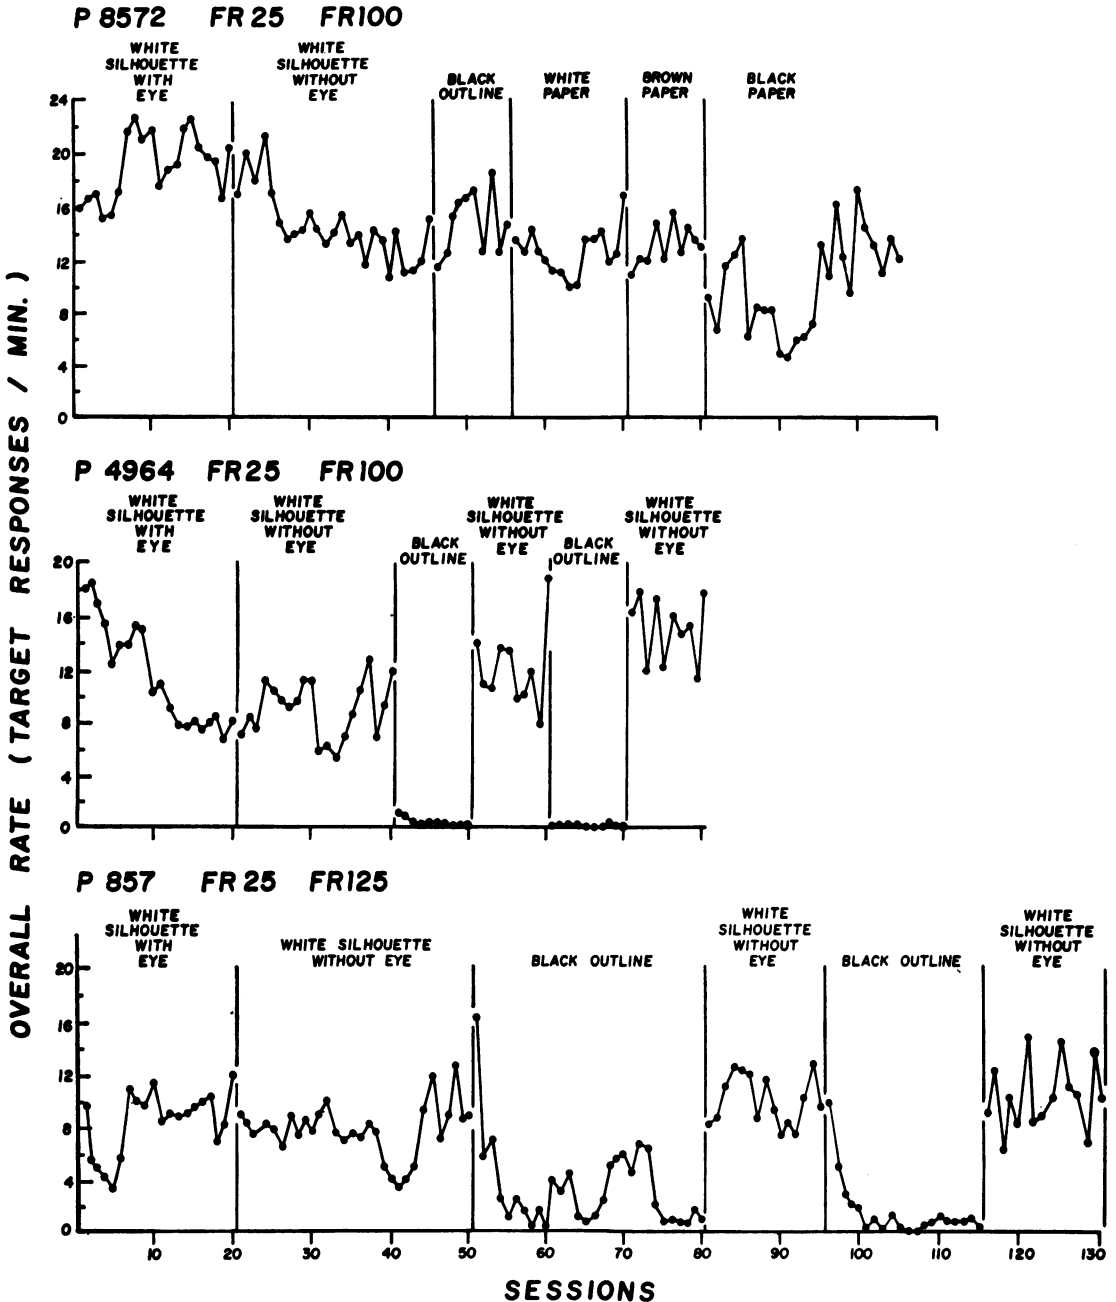 P 8572 FR 25 FR100
WHITE
SILHOUETTE
WITH
EYE
WHITE
SILHOUETTE
WITHOUT
EYE
BLACK
OUTLINE
WHITE
PAPER
BROWN
PAPER
BLACK
PAPER
24
20
16
12
8
4
0
P 4964 FR25 FR100
WHITE
SILHOUETTE
WITH
EYE
WHITE
SILHOUETTE
WITHOUT
EYE
BLACK
OUTLINE
WHITE
SILHOUETTE
WITHOUT
EYE
BLACK
OUTLINE
WHITE
SILHOUETTE
WITHOUT
EYE
20
16
12
8
4
0
P 857 FR 25 FR125
WHITE
SILHOUETTE
WITH
EYE
WHITE SILHOUETTE
WITHOUT EYE
BLACK OUTLINE
WHITE
SILHOUETTE
WITHOUT
EYE
BLACK OUTLINE
WHITE
SILHOUETTE
WITHOUT
EYE
20
16
12
8
4
0
10 20 30 40 50 60 70 80 90 100 110 120 130
SESSIONS
OVERALL RATE (TARGET RESPONSES / MIN.)